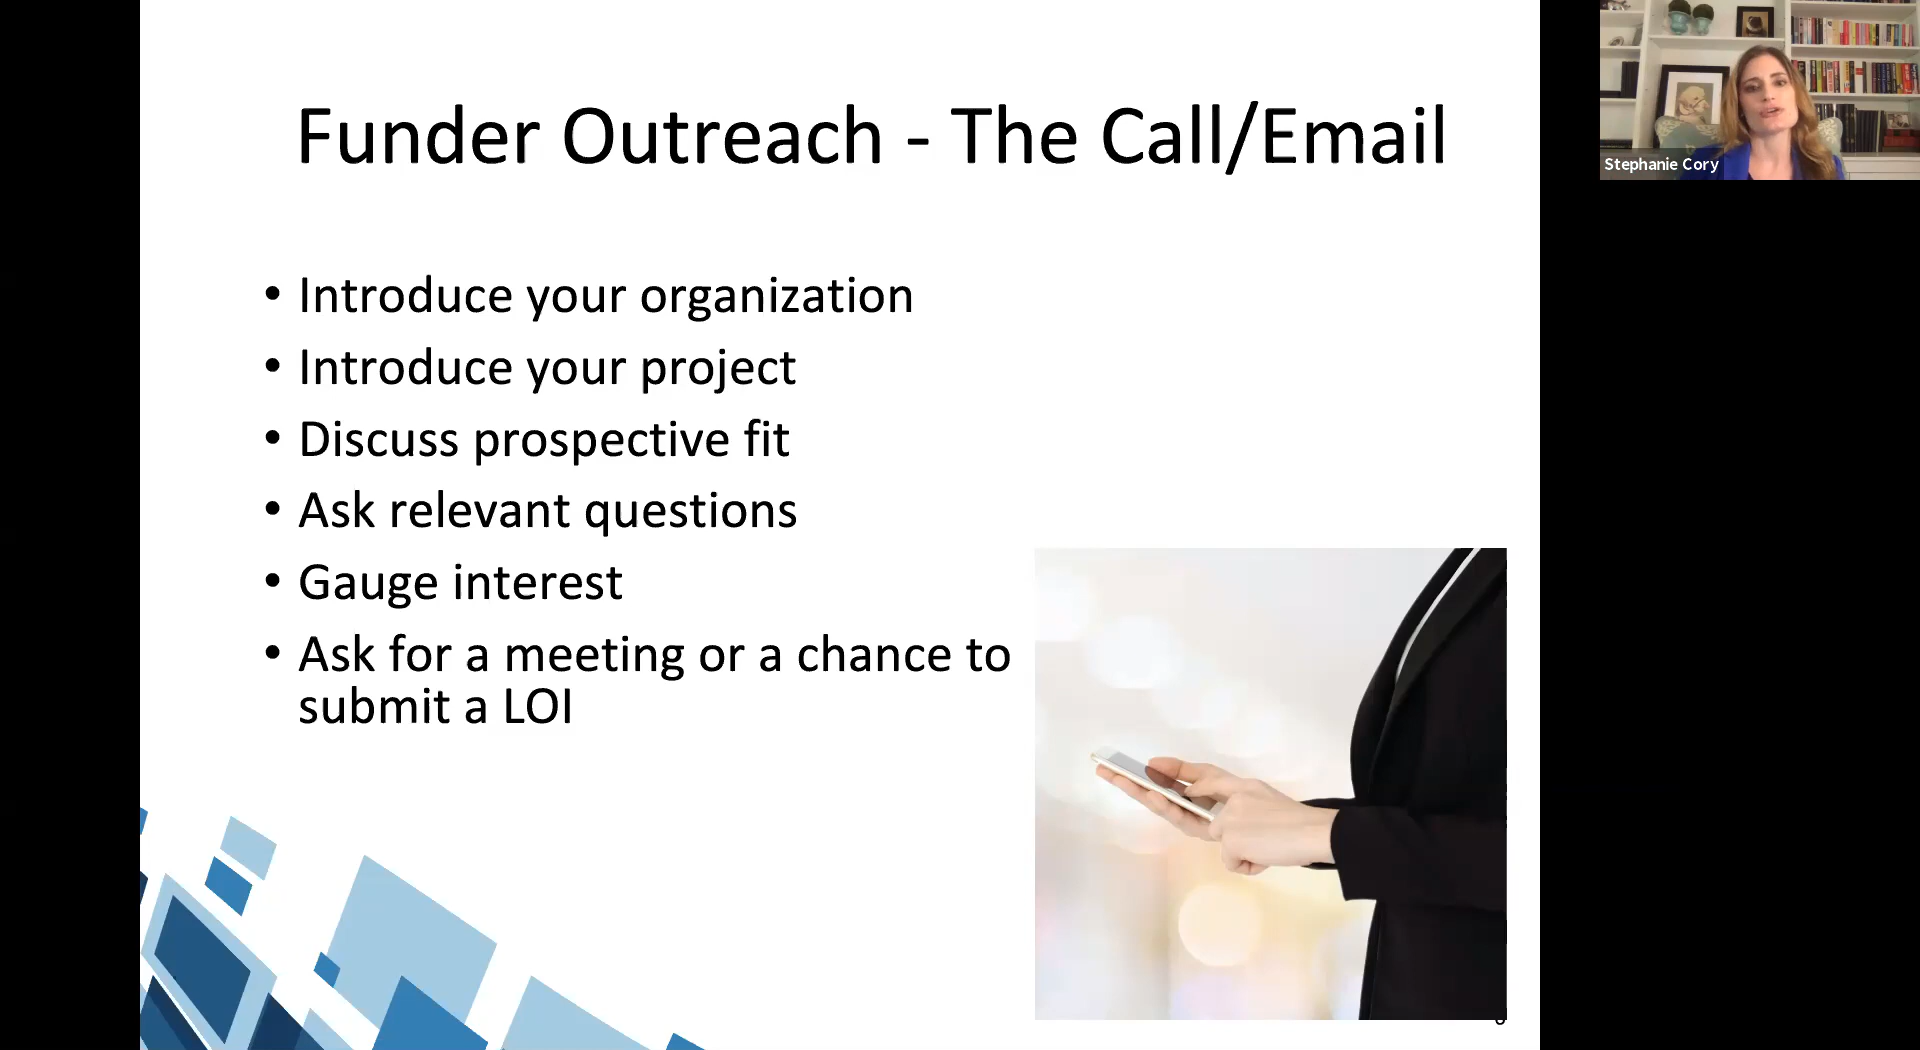 Funder Outreach - The Call/Email
• Introduce your organization
• Introduce your project
• Discuss prospective fit
• Ask relevant questions
• Gauge interest
• Ask for a meeting or a chance to
submit a LOI
Stephanie Cory